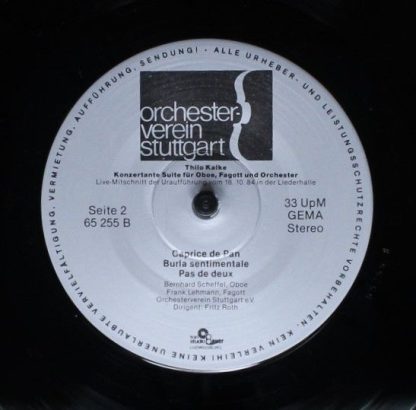 ALLE URHEBER- UND LEISTUNGSSCHUTZRECHTE VORBEHALTEN. KEIN VERLEIH! KEINE UNERLAUBTE VERVIELFÄLTIGUNG, VERMIETUNG, AUFFÜHRUNG, SENDUNG! -
orchester-
verein
stuttgart
Thilo Kalke
Konzertante Suite für Oboe, Fagott und Orchester
Live-Mitschnitt der Uraufführung vom 16. 10. 84 in der Liederhalle
Seite 2
65 255 B
33 UpM
GEMA
Stereo
Caprice de Pan
Burla sentimentale
Pas de deux
Bernhard Scheffel, Oboe
Frank Lehmann, Fagott
Orchesterverein Stuttgart e.V.
Dirigent: Fritz Roth
studio